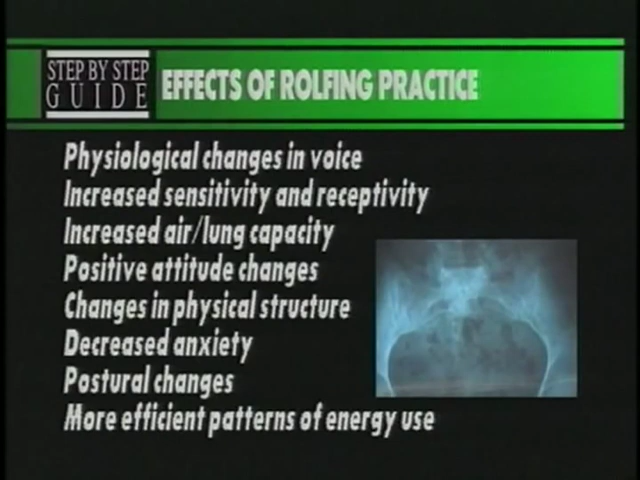 STEP BY STEP
GUIDE
EFFECTS OF ROLFING PRACTICE
Physiological changes in voice
Increased sensitivity and receptivity
Increased air/lung capacity
Positive attitude changes
Changes in physical structure
Decreased anxiety
Postural changes
More efficient patterns of energy use